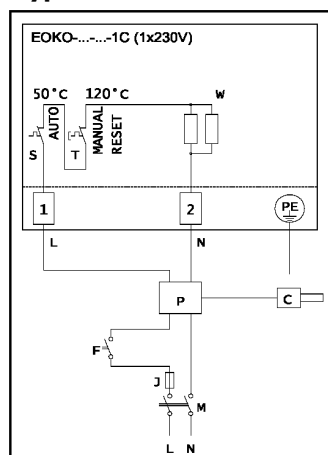 EOKO-...-...-1C (1x230V)
50°C 120°C W
AUTO
MANUAL
RESET
S T
1 2 PE
L N
P C
F
J
M
L N